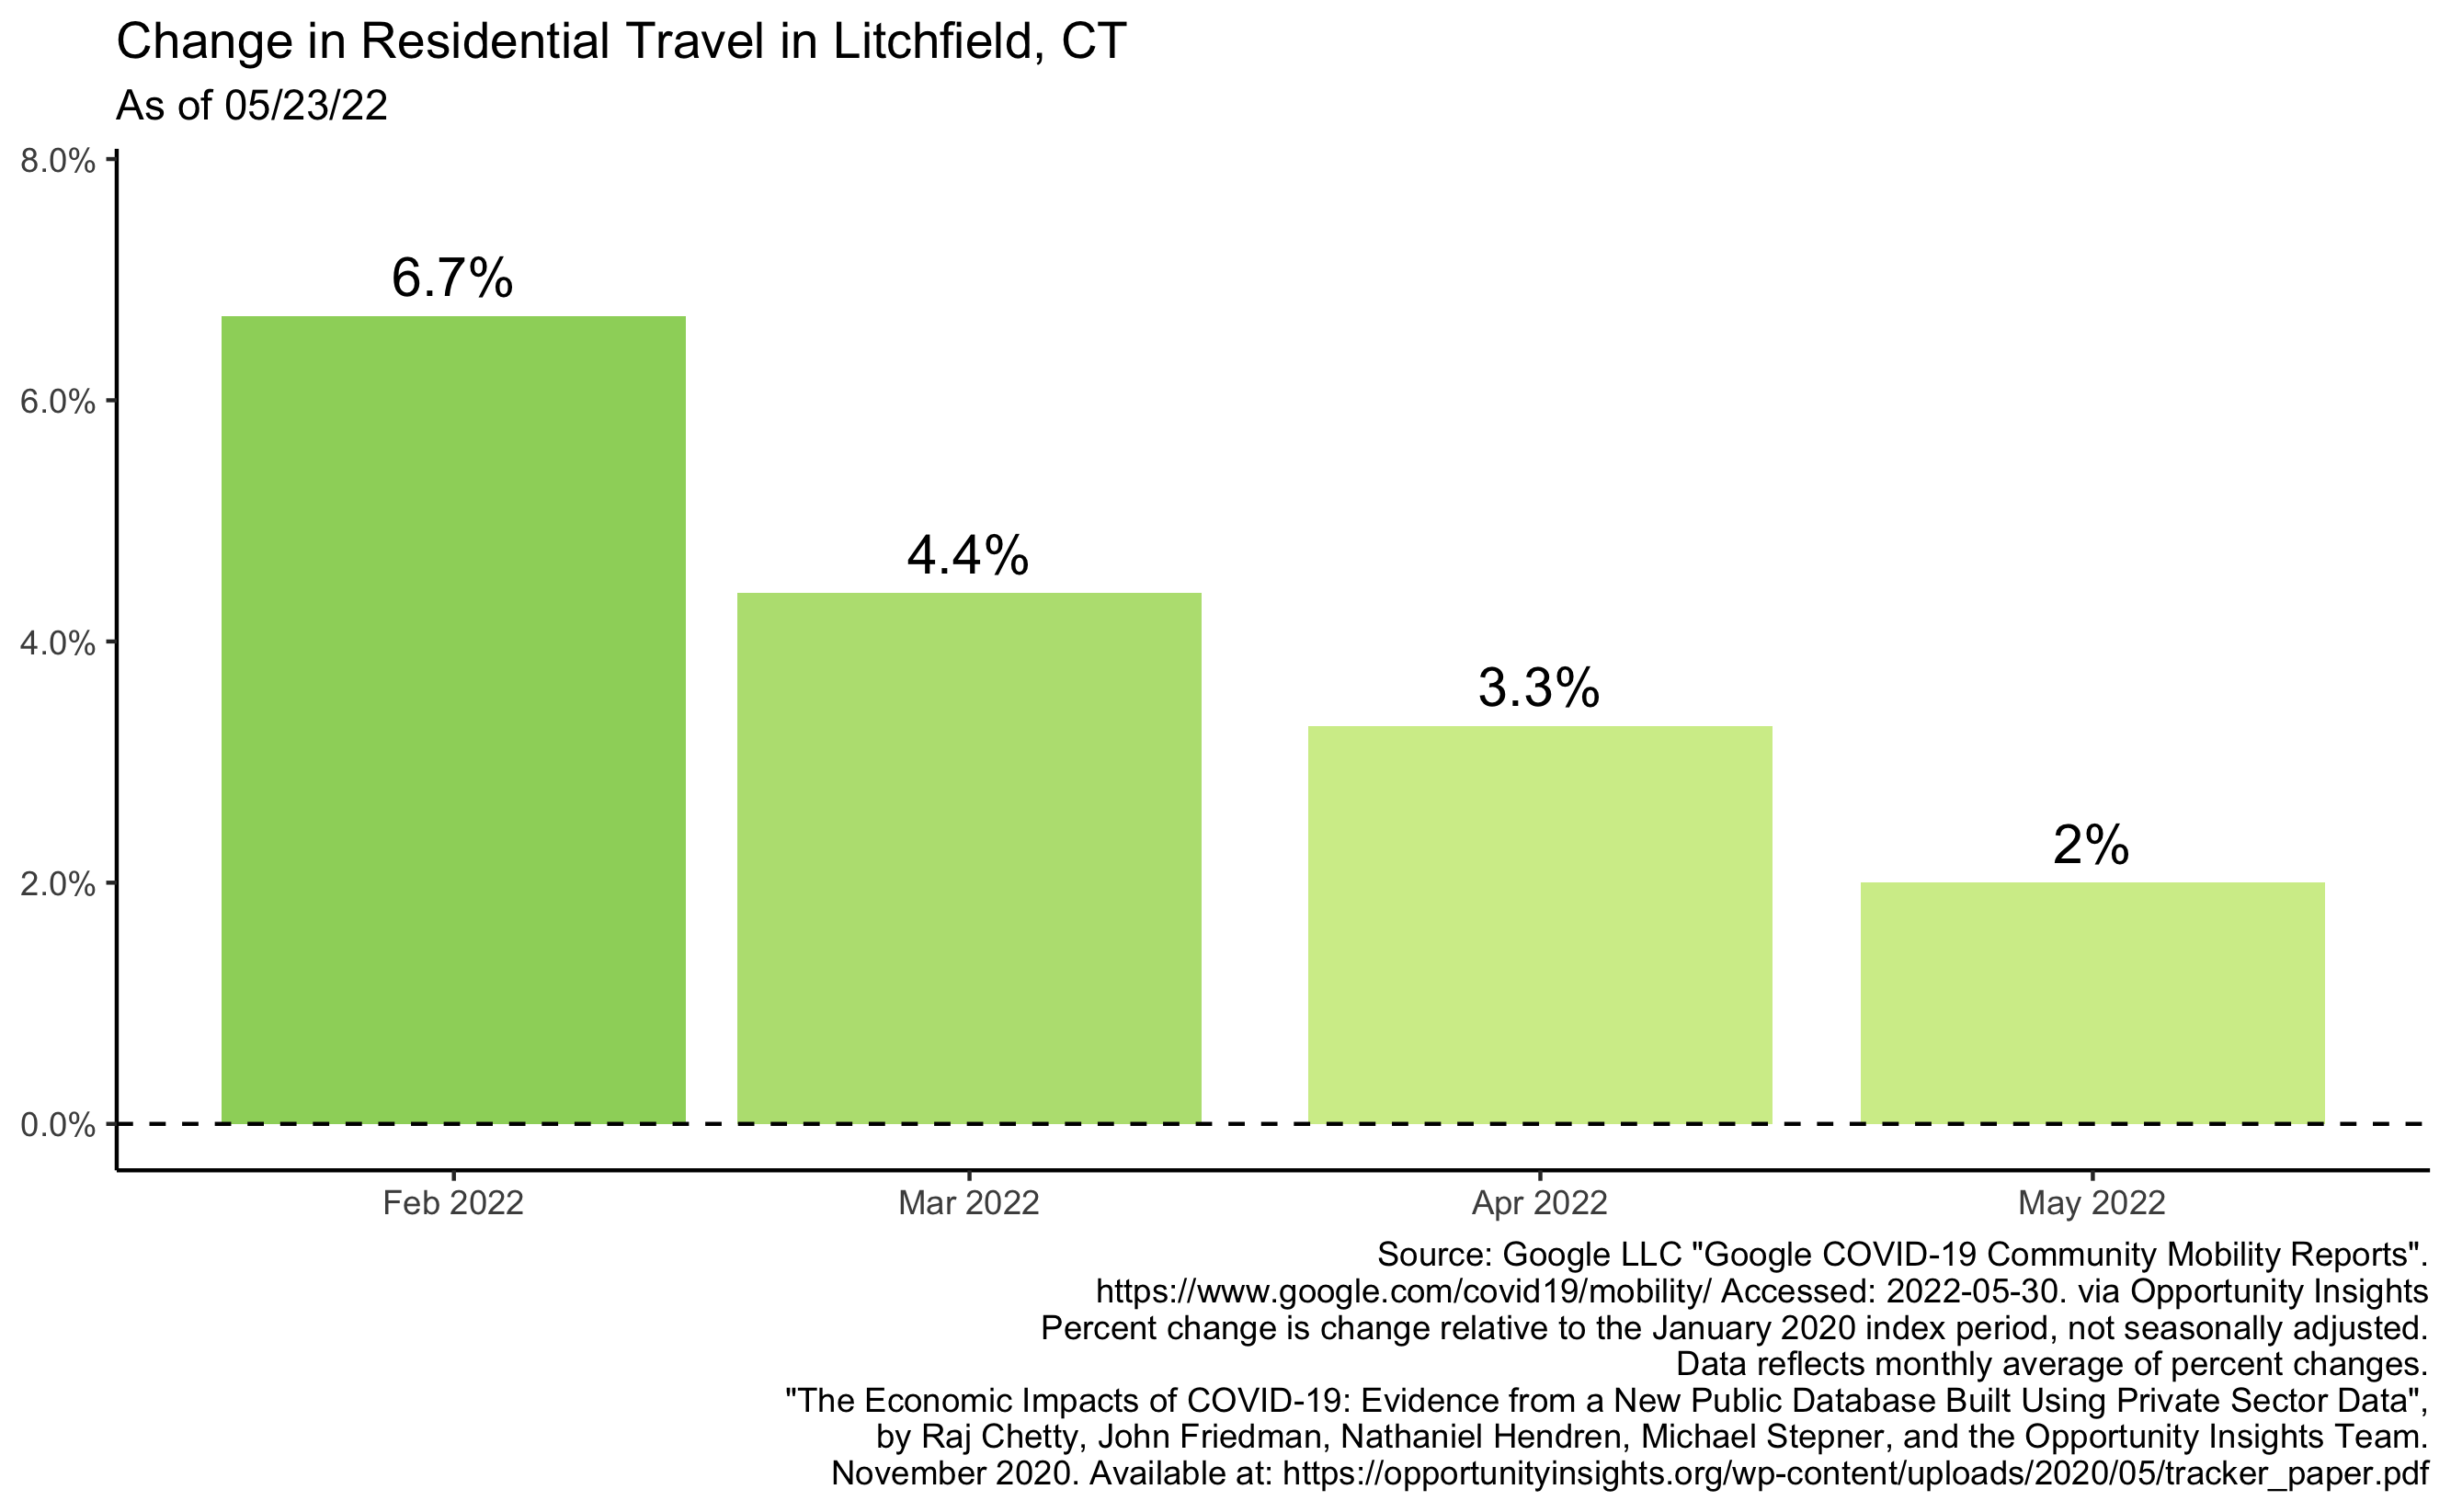 Change in Residential Travel in Litchfield, CT
As of 05/23/22
8.0%
6.0%
4.0%
2.0%
0.0%
6.7%
4.4%
3.3%
2%
Feb 2022
Mar 2022
Apr 2022
May 2022
Source: Google LLC "Google COVID-19 Community Mobility Reports".
https://www.google.com/covid19/mobility/ Accessed: 2022-05-30. via Opportunity Insights
Percent change is change relative to the January 2020 index period, not seasonally adjusted.
Data reflects monthly average of percent changes.
"The Economic Impacts of COVID-19: Evidence from a New Public Database Built Using Private Sector Data",
by Raj Chetty, John Friedman, Nathaniel Hendren, Michael Stepner, and the Opportunity Insights Team.
November 2020. Available at: https://opportunityinsights.org/wp-content/uploads/2020/05/tracker_paper.pdf